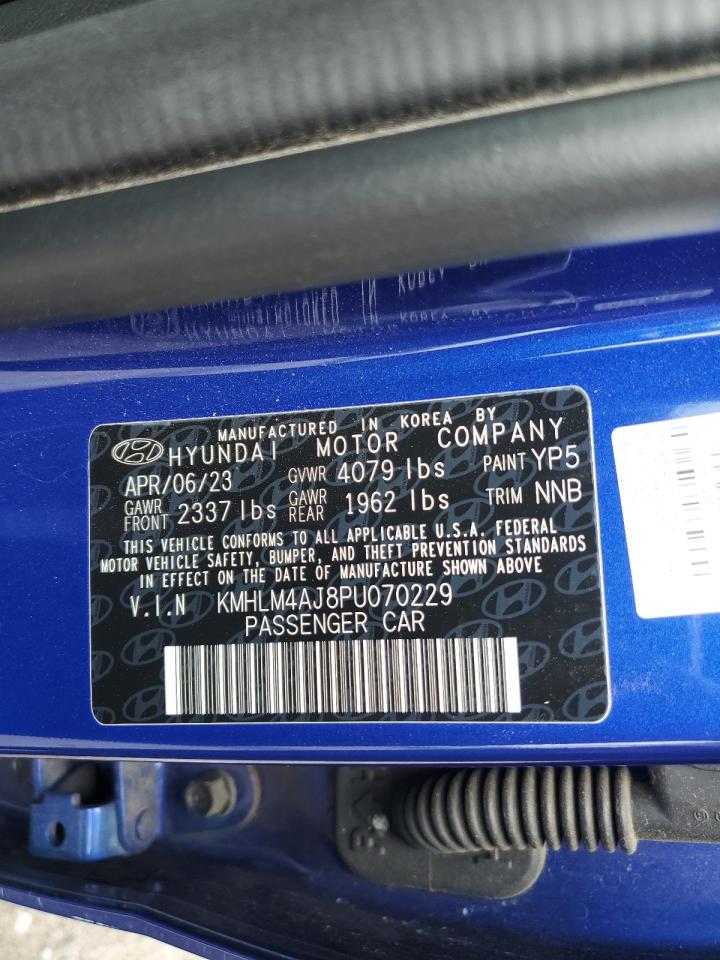 MANUFACTURED IN KOREA BY
HYUNDAI MOTOR COMPANY
APR/06/23 GVWR 4079 lbs PAINT YP5
GAWR FRONT 2337 lbs GAWR REAR 1962 lbs TRIM NNB
THIS VEHICLE CONFORMS TO ALL APPLICABLE U.S.A. FEDERAL
MOTOR VEHICLE SAFETY, BUMPER, AND THEFT PREVENTION STANDARDS
IN EFFECT ON THE DATE OF MANUFACTURE SHOWN ABOVE
V.I.N KMHLM4AJ8PU070229
PASSENGER CAR